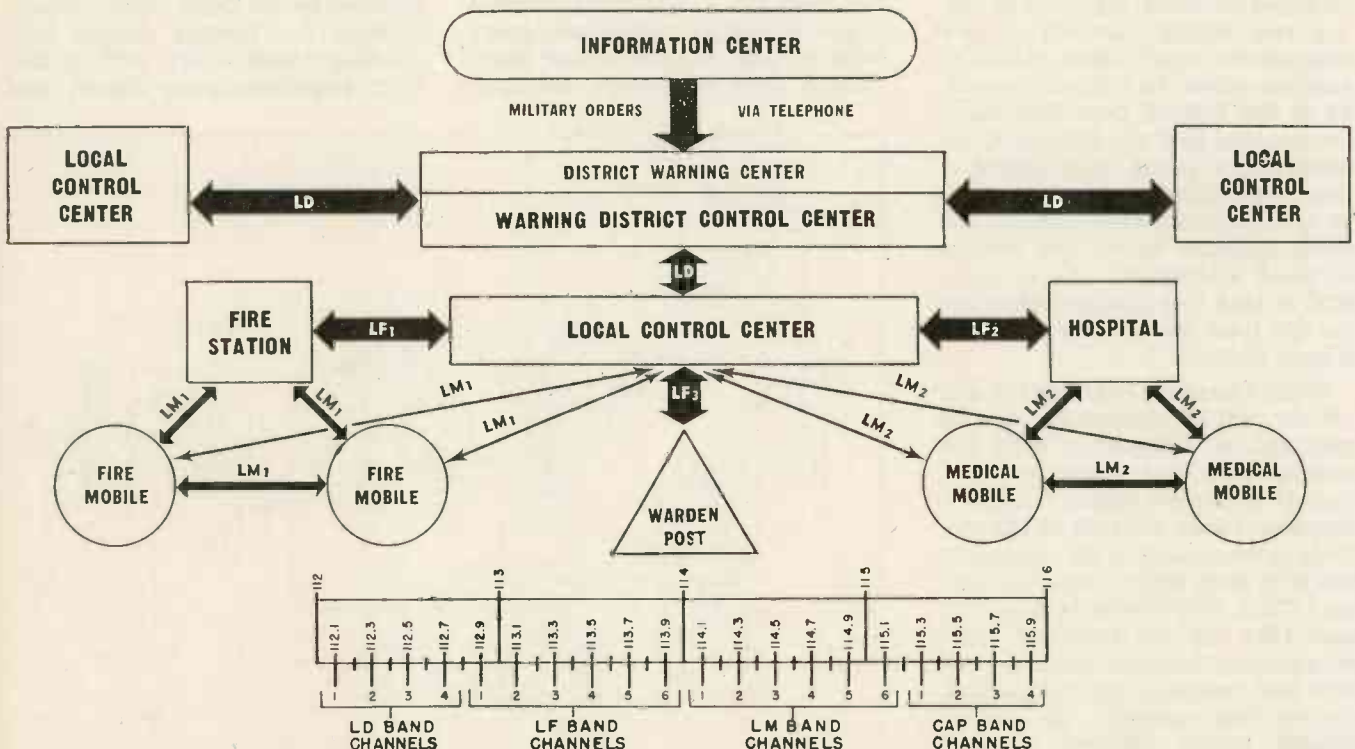 INFORMATION CENTER
MILITARY ORDERS VIA TELEPHONE
LOCAL
CONTROL
CENTER
DISTRICT WARNING CENTER
WARNING DISTRICT CONTROL CENTER
LOCAL
CONTROL
CENTER
LD
LD
LD
FIRE
STATION
LF1
LOCAL CONTROL CENTER
LF2
HOSPITAL
LM1
LM1
LM1
LM1
LF3
LM2
LM2
LM2
LM2
FIRE
MOBILE
LM1
FIRE
MOBILE
WARDEN
POST
MEDICAL
MOBILE
LM2
MEDICAL
MOBILE
112 113 114 115 116
112.1 112.3 112.5 112.7 112.9 113.1 113.3 113.5 113.7 113.9 114.1 114.3 114.5 114.7 114.9 115.1 115.3 115.5 115.7 115.9
1 2 3 4 1 2 3 4 5 6 1 2 3 4 5 6 1 2 3 4
LD BAND LF BAND LM BAND CAP BAND
CHANNELS CHANNELS CHANNELS CHANNELS